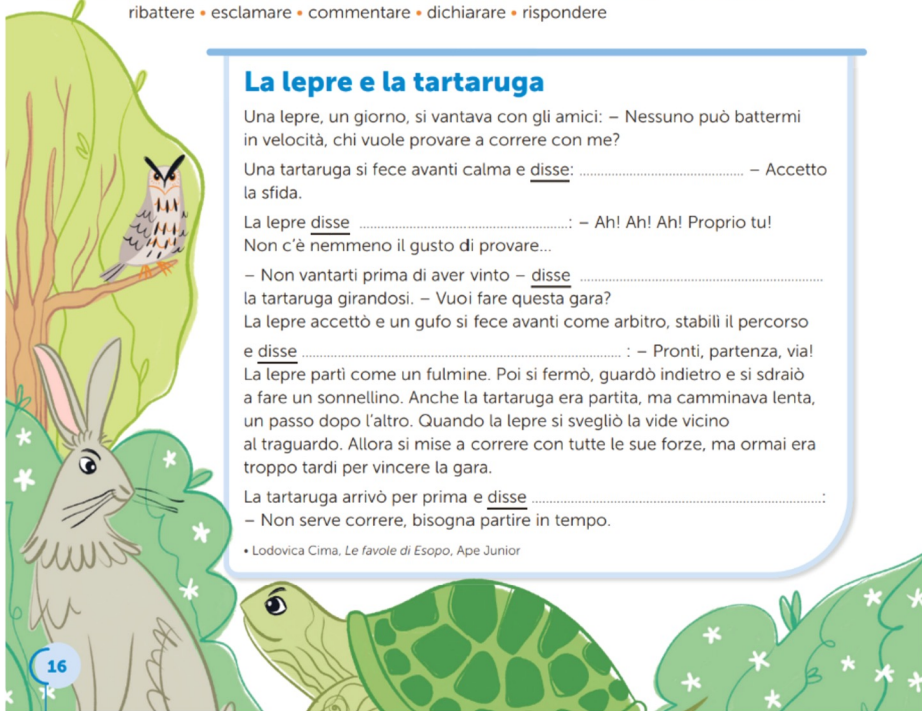 ribattere • esclamare • commentare • dichiarare • rispondere
La lepre e la tartaruga
Una lepre, un giorno, si vantava con gli amici: – Nessuno può battermi
in velocità, chi vuole provare a correre con me?
Una tartaruga si fece avanti calma e disse: ........................................ – Accetto
la sfida.
La lepre disse ....................................................: – Ah! Ah! Ah! Proprio tu!
Non c'è nemmeno il gusto di provare...
– Non vantarti prima di aver vinto – disse ............................................................
la tartaruga girandosi. – Vuoi fare questa gara?
La lepre accettò e un gufo si fece avanti come arbitro, stabilì il percorso
e disse ................................................................................ : – Pronti, partenza, via!
La lepre partì come un fulmine. Poi si fermò, guardò indietro e si sdraiò
a fare un sonnellino. Anche la tartaruga era partita, ma camminava lenta,
un passo dopo l'altro. Quando la lepre si svegliò la vide vicino
al traguardo. Allora si mise a correre con tutte le sue forze, ma ormai era
troppo tardi per vincere la gara.
La tartaruga arrivò per prima e disse ........................................................................:
– Non serve correre, bisogna partire in tempo.
• Lodovica Cima, Le favole di Esopo, Ape Junior
16